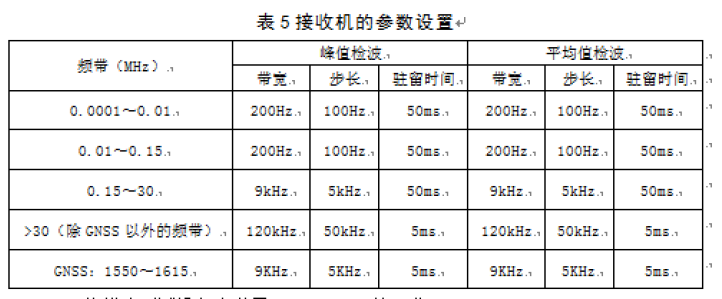 表 5 接收机的参数设置
频带（MHz） 峰值检波 平均值检波
带宽 步长 驻留时间 带宽 步长 驻留时间
0.0001～0.01 200Hz 100Hz 50ms 200Hz 100Hz 50ms
0.01～0.15 200Hz 100Hz 50ms 200Hz 100Hz 50ms
0.15～30 9kHz 5kHz 50ms 9kHz 5kHz 50ms
>30（除 GNSS 以外的频带） 120kHz 50kHz 5ms 120kHz 50kHz 5ms
GNSS：1550～1615 9KHz 5KHz 5ms 9KHz 5KHz 5ms